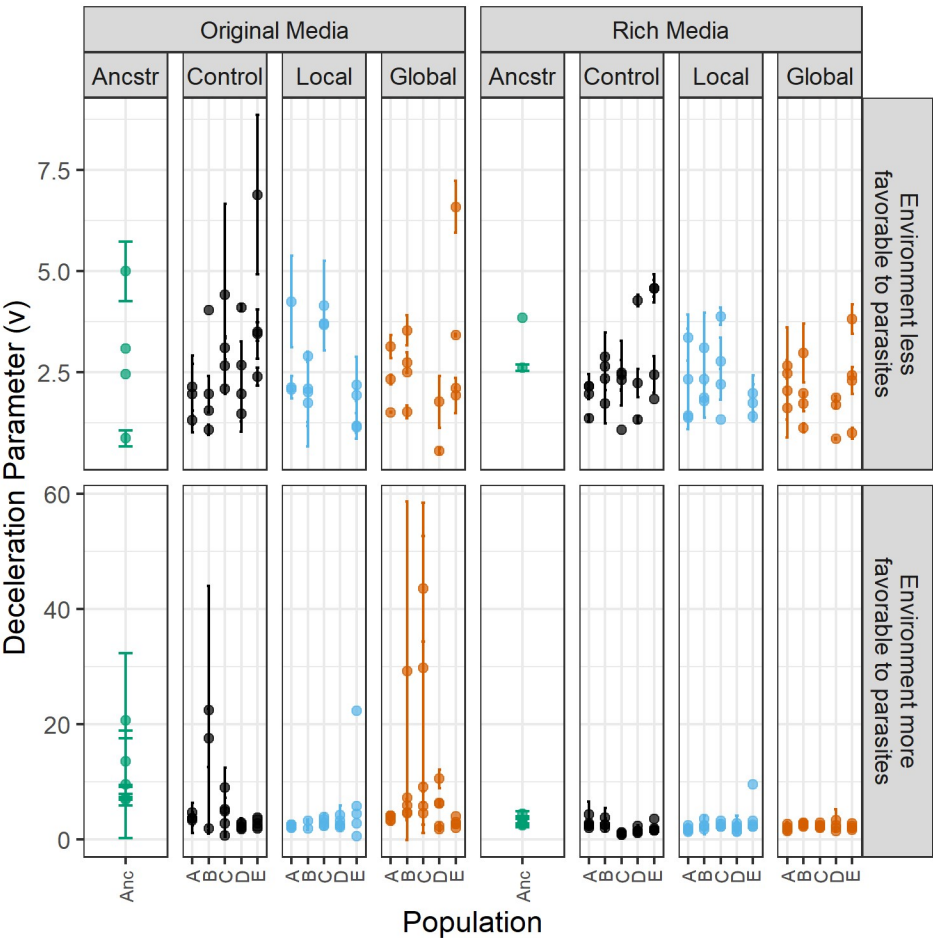 Original Media Rich Media
Ancstr Control Local Global Ancstr Control Local Global
7.5
5.0
2.5
Environment less
favorable to parasites
60
40
20
0
Environment more
favorable to parasites
Deceleration Parameter (v)
Anc A B C D E A B C D E A B C D E Anc A B C D E A B C D E A B C D E
Population